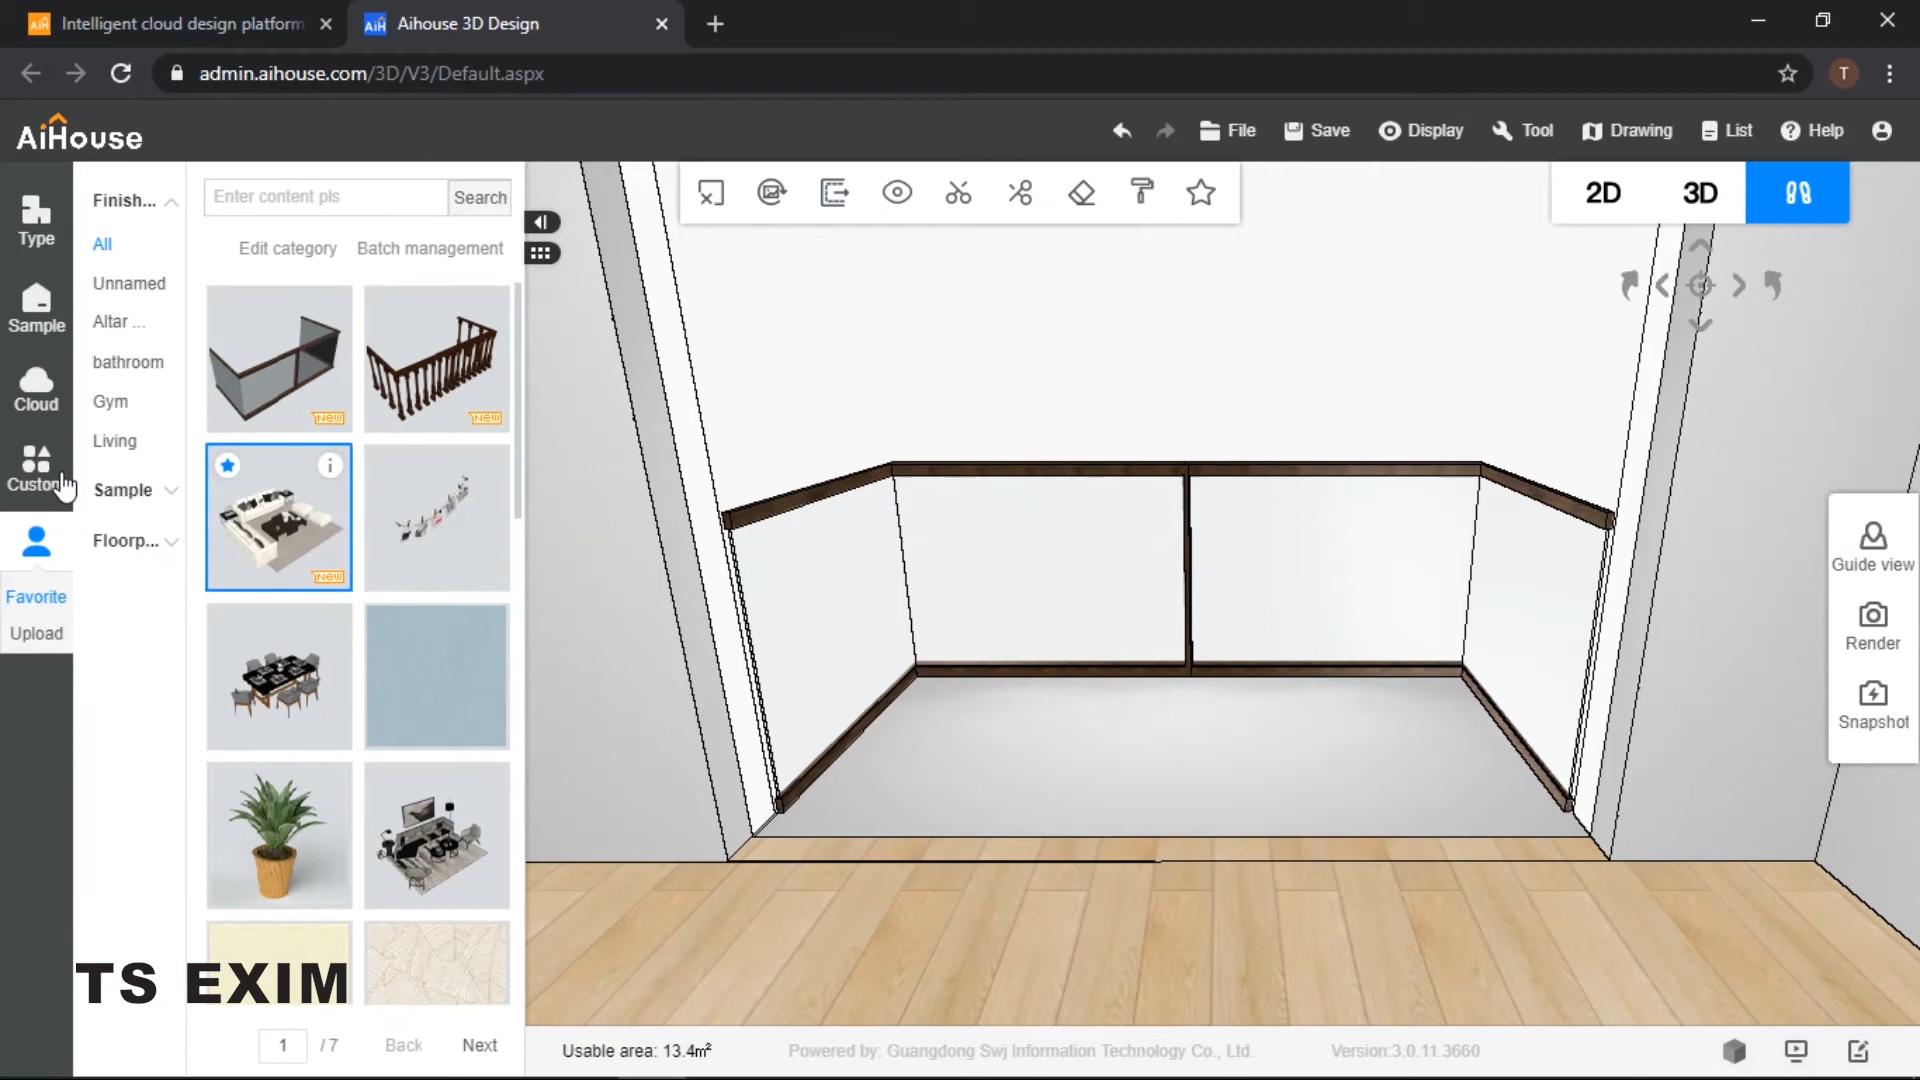 Intelligent cloud design platform
Aihouse 3D Design
admin.aihouse.com/3D/V3/Default.aspx
T
AiHouse
File
Save
Display
Tool
Drawing
List
Help
Type
Sample
Cloud
Custom
Favorite
Upload
Finish...
All
Unnamed
Altar ...
bathroom
Gym
Living
Sample
Floorp...
Enter content pls
Search
Edit category
Batch management
NEW
NEW
NEW
2D
3D
Guide view
Render
Snapshot
TS EXIM
1
/ 7
Back
Next
Usable area: 13.4m²
Powered by: Guangdong Swj Information Technology Co., Ltd.
Version:3.0.11.3660